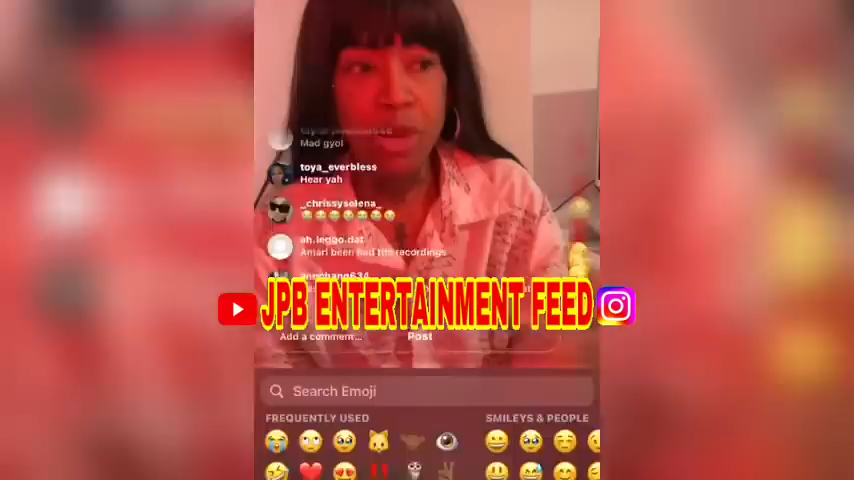 Mad gyol
toya_everbless
Hear yah
_chrissyselena_
ah.leggo.dat
Amari been had the recordings
JPB ENTERTAINMENT FEED
Add a comment...
Post
Search Emoji
FREQUENTLY USED
SMILEYS & PEOPLE